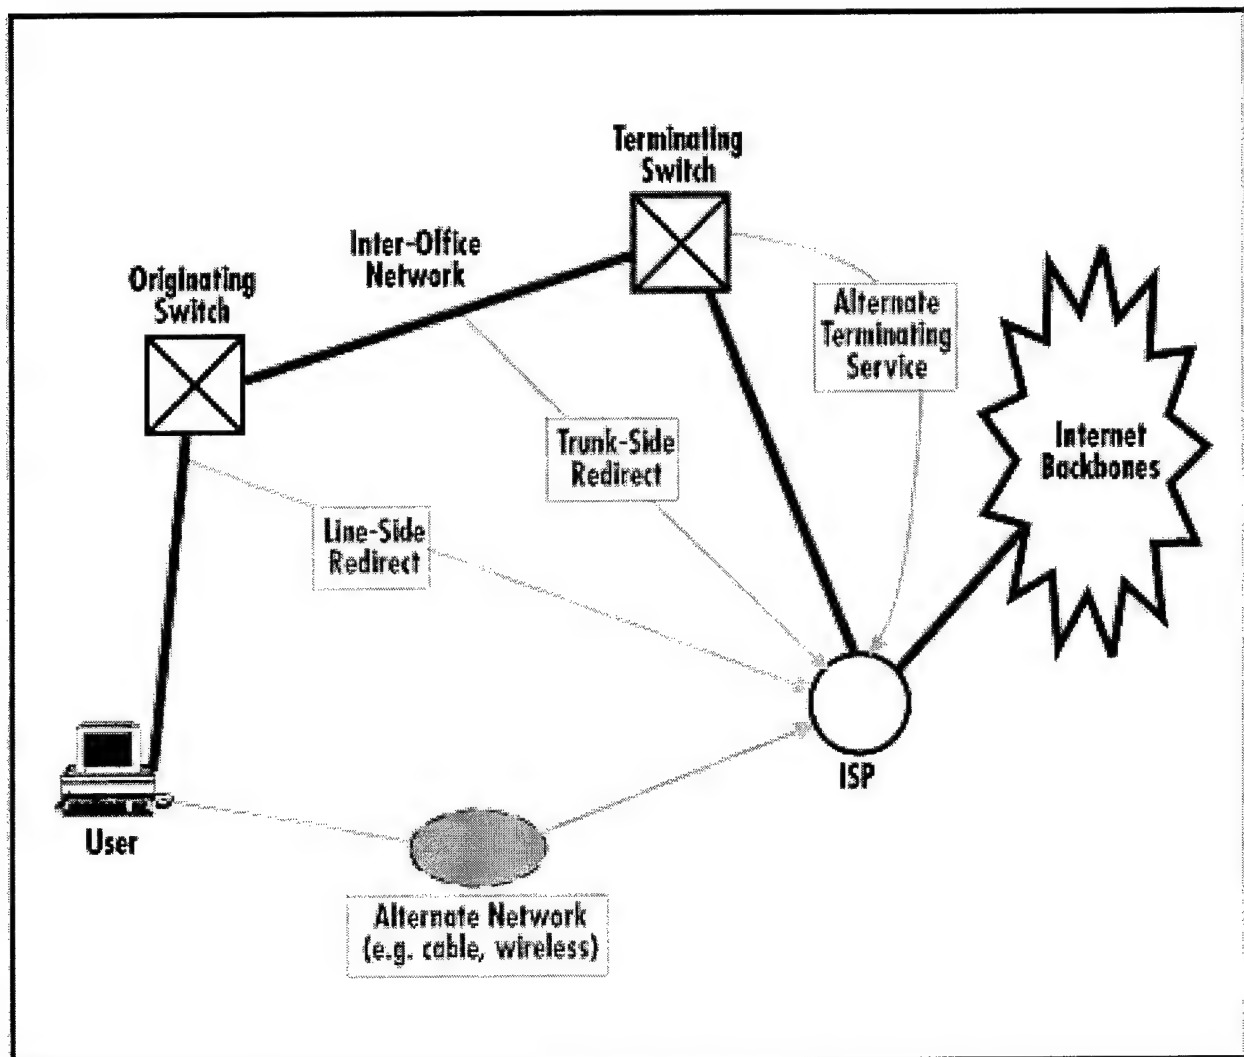 Terminating
Switch
Inter-Office
Network
Originating
Switch
Alternate
Terminating
Service
Internet
Backbones
Trunk-Side
Redirect
Line-Side
Redirect
ISP
User
Alternate Network
(e.g. cable, wireless)